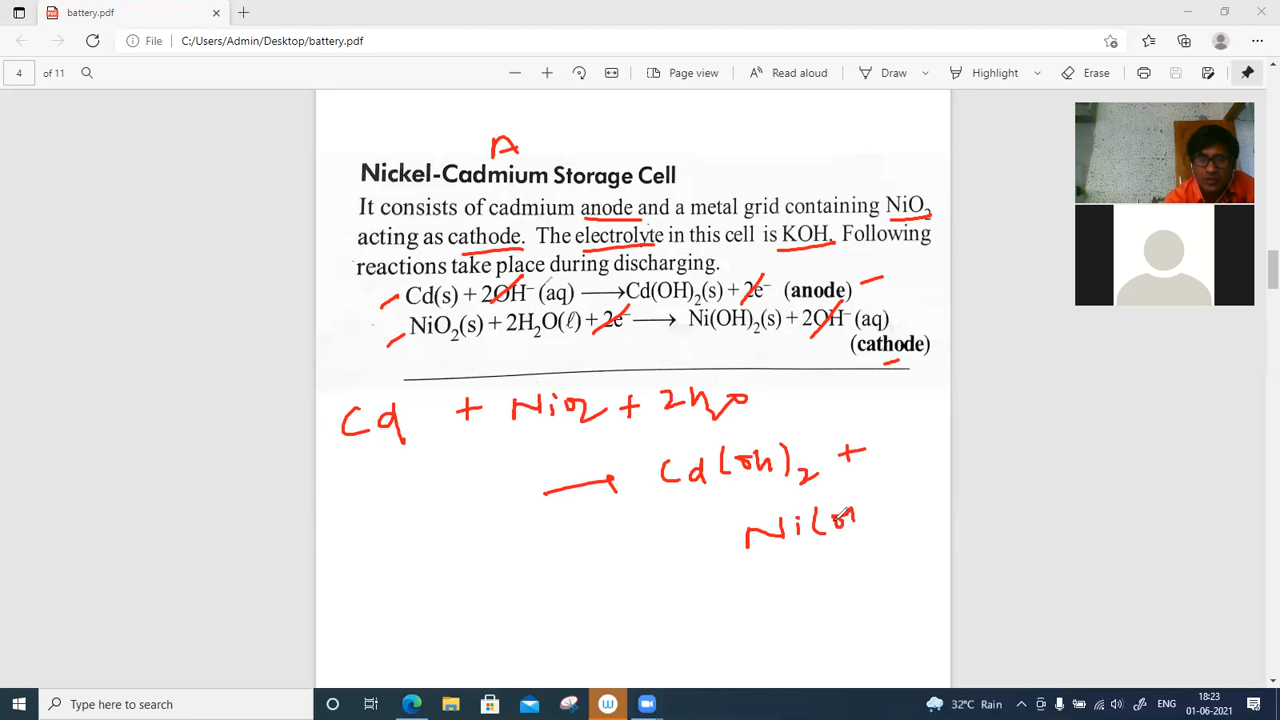 battery.pdf
File C:/Users/Admin/Desktop/battery.pdf
4 of 11 Page view Read aloud Draw Highlight Erase
A
Nickel-Cadmium Storage Cell
It consists of cadmium anode and a metal grid containing NiO₂
acting as cathode. The electrolyte in this cell is KOH. Following
reactions take place during discharging.
Cd(s) + 2OH⁻ (aq) ⟶ Cd(OH)₂(s) + 2e⁻ (anode)
NiO₂(s) + 2H₂O(ℓ) + 2e⁻ ⟶ Ni(OH)₂(s) + 2OH⁻ (aq)
(cathode)
Cd + NiO2 + 2H₂O
⟶ Cd(OH)₂ +
Ni(OH
Type here to search
W
32°C Rain ENG 18:23
01-06-2021